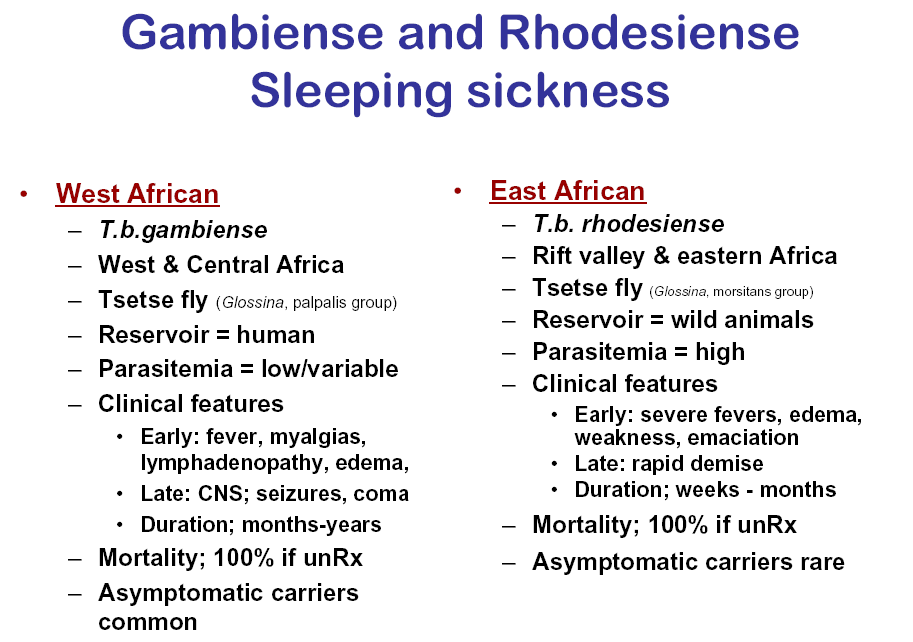 Gambiense and Rhodesiense
Sleeping sickness
• West African
– T.b.gambiense
– West & Central Africa
– Tsetse fly (Glossina, palpalis group)
– Reservoir = human
– Parasitemia = low/variable
– Clinical features
• Early: fever, myalgias,
lymphadenopathy, edema,
• Late: CNS; seizures, coma
• Duration; months-years
– Mortality; 100% if unRx
– Asymptomatic carriers
common
• East African
– T.b. rhodesiense
– Rift valley & eastern Africa
– Tsetse fly (Glossina, morsitans group)
– Reservoir = wild animals
– Parasitemia = high
– Clinical features
• Early: severe fevers, edema,
weakness, emaciation
• Late: rapid demise
• Duration; weeks - months
– Mortality; 100% if unRx
– Asymptomatic carriers rare